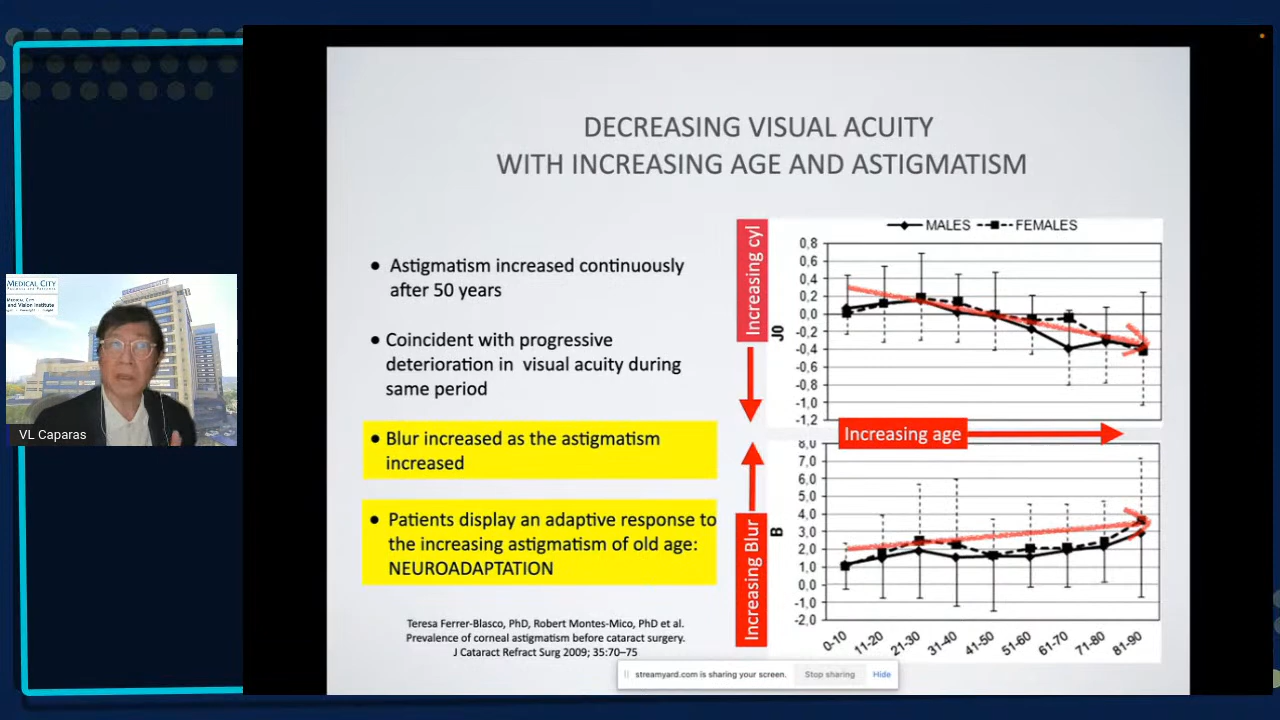 DECREASING VISUAL ACUITY
WITH INCREASING AGE AND ASTIGMATISM
• Astigmatism increased continuously
after 50 years
• Coincident with progressive
deterioration in visual acuity during
same period
• Blur increased as the astigmatism
increased
• Patients display an adaptive response to
the increasing astigmatism of old age:
NEUROADAPTATION
Teresa Ferrer-Blasco, PhD, Robert Montes-Mico, PhD et al.
Prevalence of corneal astigmatism before cataract surgery.
J Cataract Refract Surg 2009; 35:70–75
Increasing cyl
MALES FEMALES
J0
0,8
0,6
0,4
0,2
0,0
-0,2
-0,4
-0,6
-0,8
-1,0
-1,2
Increasing age
Increasing Blur
B
8,0
7,0
6,0
5,0
4,0
3,0
2,0
1,0
0,0
-1,0
-2,0
0-10 11-20 21-30 31-40 41-50 51-60 61-70 71-80 81-90
MEDICAL CITY
MEDICAL CITY
and Vision Institute
VL Caparas
streamyard.com is sharing your screen. Stop sharing Hide